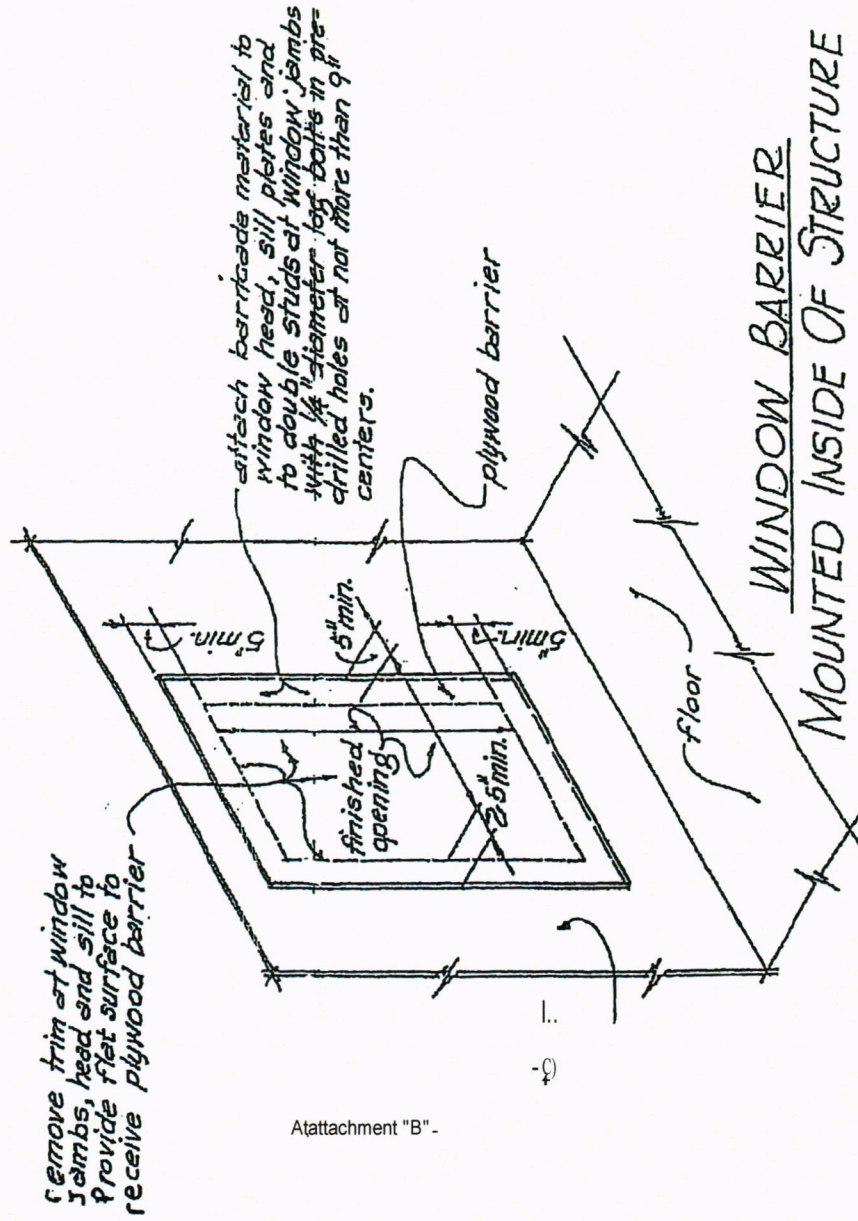 remove trim at window
jambs, head and sill to
Provide flat surface to
receive plywood barrier
attach barricade material to
window head, sill plates and
to double studs at window jambs
with 1/4" diameter lag bolts in pre-
drilled holes at not more than 9"
centers.
5" min.
finished
opening
5" min.
5" min.
2.5" min.
plywood barrier
floor
WINDOW BARRIER
MOUNTED INSIDE OF STRUCTURE
Atattachment "B" -